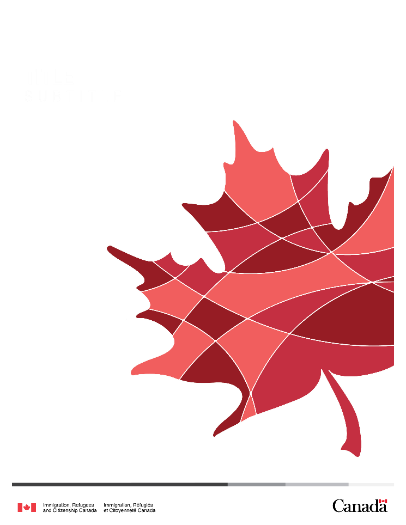 Immigration, Refugees
and Citizenship Canada
Immigration, Réfugiés
et Citoyenneté Canada
Canada